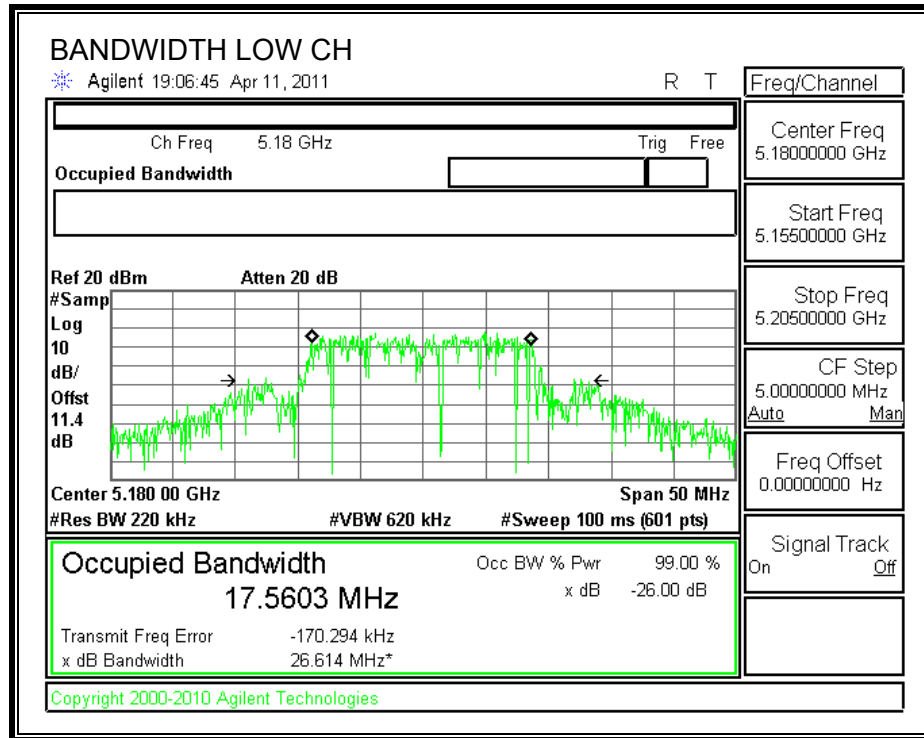 BANDWIDTH LOW CH
Agilent 19:06:45 Apr 11, 2011 R T
Ch Freq 5.18 GHz Trig Free
Occupied Bandwidth
Ref 20 dBm Atten 20 dB
#Samp
Log
10
dB/
Offst
11.4
dB
Center 5.180 00 GHz Span 50 MHz
#Res BW 220 kHz #VBW 620 kHz #Sweep 100 ms (601 pts)
Occupied Bandwidth Occ BW % Pwr 99.00 %
17.5603 MHz x dB -26.00 dB
Transmit Freq Error -170.294 kHz
x dB Bandwidth 26.614 MHz*
Copyright 2000-2010 Agilent Technologies
Freq/Channel
Center Freq
5.18000000 GHz
Start Freq
5.15500000 GHz
Stop Freq
5.20500000 GHz
CF Step
5.00000000 MHz
Auto Man
Freq Offset
0.00000000 Hz
Signal Track
On Off